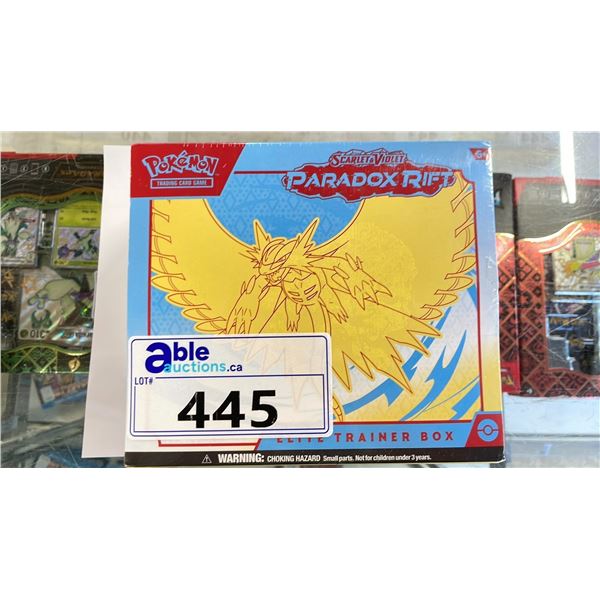 POKÉMON
TRADING CARD GAME
SCARLET & VIOLET
PARADOX RIFT
able
auctions.ca
LOT#
445
ELITE TRAINER BOX
WARNING: CHOKING HAZARD Small parts. Not for children under 3 years.